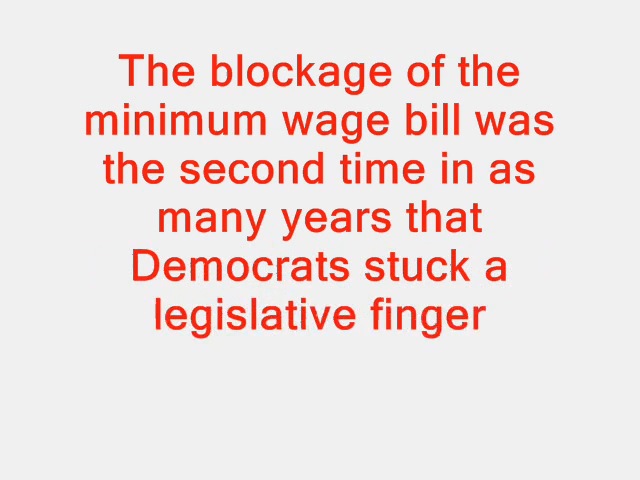 The blockage of the
minimum wage bill was
the second time in as
many years that
Democrats stuck a
legislative finger